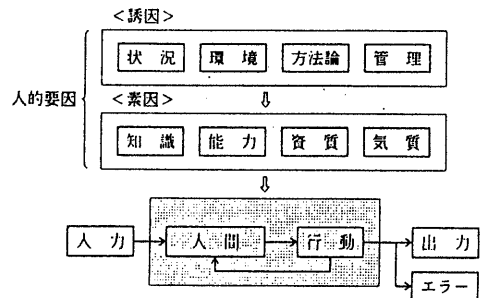 <誘因>
状況 環境 方法論 管理
人的要因
<素因>
知識 能力 資質 気質
入力 人間 行動 出力
エラー